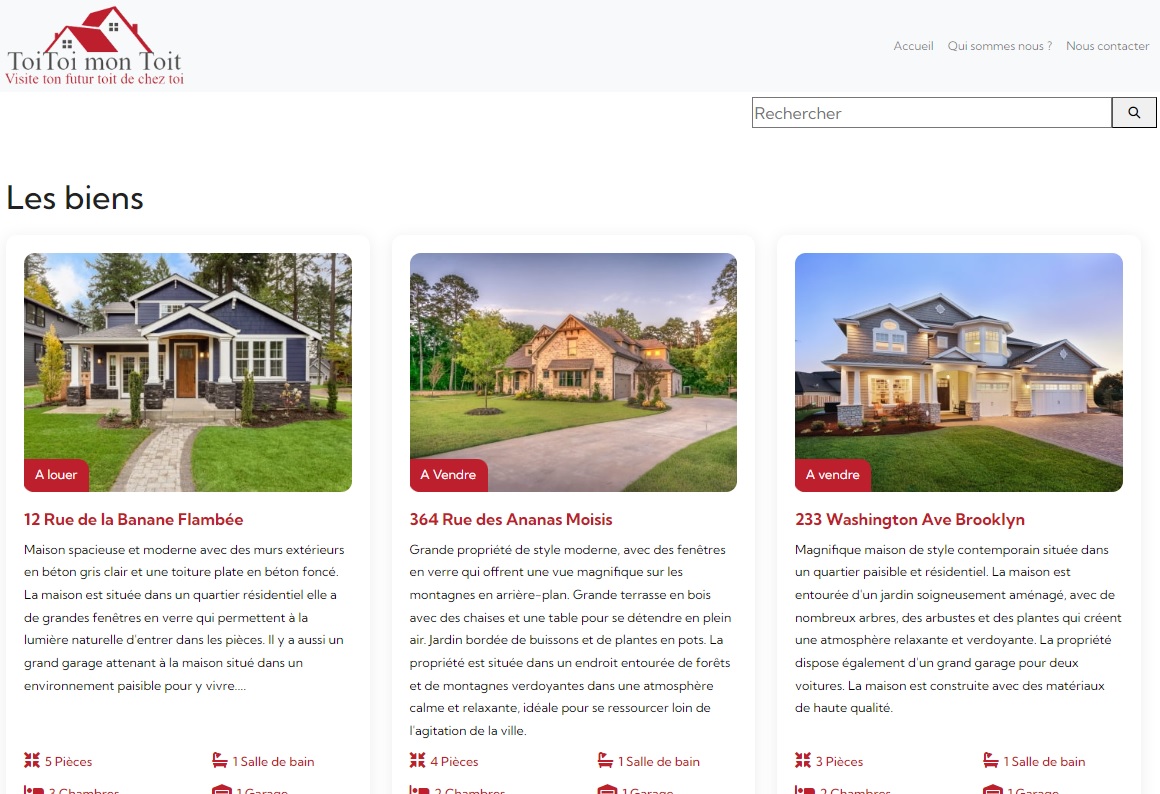 ToiToi mon Toit
Visite ton futur toit de chez toi
Accueil Qui sommes nous ? Nous contacter
Rechercher
Les biens
A louer
12 Rue de la Banane Flambée
Maison spacieuse et moderne avec des murs extérieurs
en béton gris clair et une toiture plate en béton foncé.
La maison est située dans un quartier résidentiel elle a
de grandes fenêtres en verre qui permettent à la
lumière naturelle d'entrer dans les pièces. Il y a aussi un
grand garage attenant à la maison situé dans un
environnement paisible pour y vivre....
5 Pièces
1 Salle de bain
3 Chambres
1 Garage
A Vendre
364 Rue des Ananas Moisis
Grande propriété de style moderne, avec des fenêtres
en verre qui offrent une vue magnifique sur les
montagnes en arrière-plan. Grande terrasse en bois
avec des chaises et une table pour se détendre en plein
air. Jardin bordée de buissons et de plantes en pots. La
propriété est située dans un endroit entourée de forêts
et de montagnes verdoyantes dans une atmosphère
calme et relaxante, idéale pour se ressourcer loin de
l'agitation de la ville.
4 Pièces
1 Salle de bain
2 Chambres
1 Garage
A vendre
233 Washington Ave Brooklyn
Magnifique maison de style contemporain située dans
un quartier paisible et résidentiel. La maison est
entourée d'un jardin soigneusement aménagé, avec de
nombreux arbres, des arbustes et des plantes qui créent
une atmosphère relaxante et verdoyante. La propriété
dispose également d'un grand garage pour deux
voitures. La maison est construite avec des matériaux
de haute qualité.
3 Pièces
1 Salle de bain
2 Chambres
1 Garage